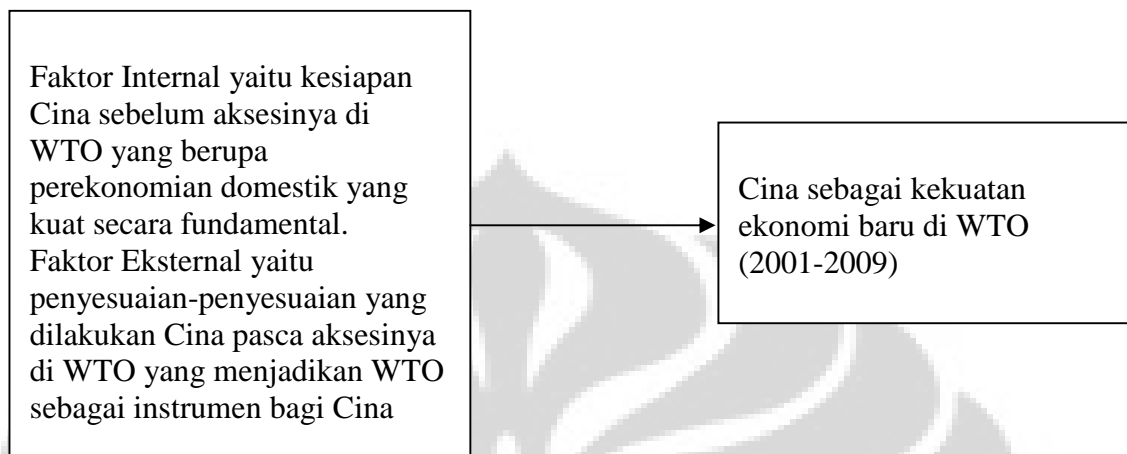 Faktor Internal yaitu kesiapan
Cina sebelum aksesinya di
WTO yang berupa
perekonomian domestik yang
kuat secara fundamental.
Faktor Eksternal yaitu
penyesuaian-penyesuaian yang
dilakukan Cina pasca aksesinya
di WTO yang menjadikan WTO
sebagai instrumen bagi Cina
Cina sebagai kekuatan
ekonomi baru di WTO
(2001-2009)